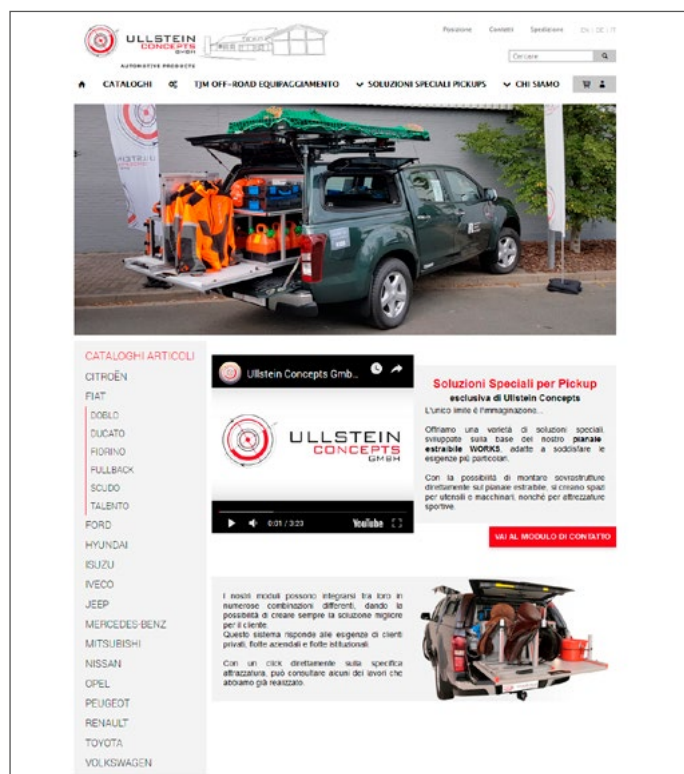 ULLSTEIN
CONCEPTS
GMBH
AUTOMOTIVE PRODUCTS
Posizione Contatti Spedizione EN | DE | IT
Cercare
CATALOGHI TJM OFF-ROAD EQUIPAGGIAMENTO SOLUZIONI SPECIALI PICKUPS CHI SIAMO
CATALOGHI ARTICOLI
CITROËN
FIAT
DOBLO
DUCATO
FIORINO
FULLBACK
SCUDO
TALENTO
FORD
HYUNDAI
ISUZU
IVECO
JEEP
MERCEDES-BENZ
MITSUBISHI
NISSAN
OPEL
PEUGEOT
RENAULT
TOYOTA
VOLKSWAGEN
Ullstein Concepts Gmb...
ULLSTEIN
CONCEPTS
GMBH
0:01 / 3:23 YouTube
Soluzioni Speciali per Pickup
esclusiva di Ullstein Concepts
L'unico limite è l'immaginazione...
Offriamo una varietà di soluzioni speciali,
sviluppate sulla base del nostro pianale
estraibile WORKS, adatte a soddisfare le
esigenze più particolari.
Con la possibilità di montare sovrastrutture
direttamente sul pianale estraibile, si creano spazi
per utensili e macchinari, nonché per attrezzature
sportive.
VAI AL MODULO DI CONTATTO
I nostri moduli possono integrarsi tra loro in
numerose combinazioni differenti, dando la
possibilità di creare sempre la soluzione migliore
per il cliente.
Questo sistema risponde alle esigenze di clienti
privati, flotte aziendali e flotte istituzionali.
Con un click direttamente sulla specifica
attrazzatura, può consultare alcuni dei lavori che
abbiamo già realizzato.